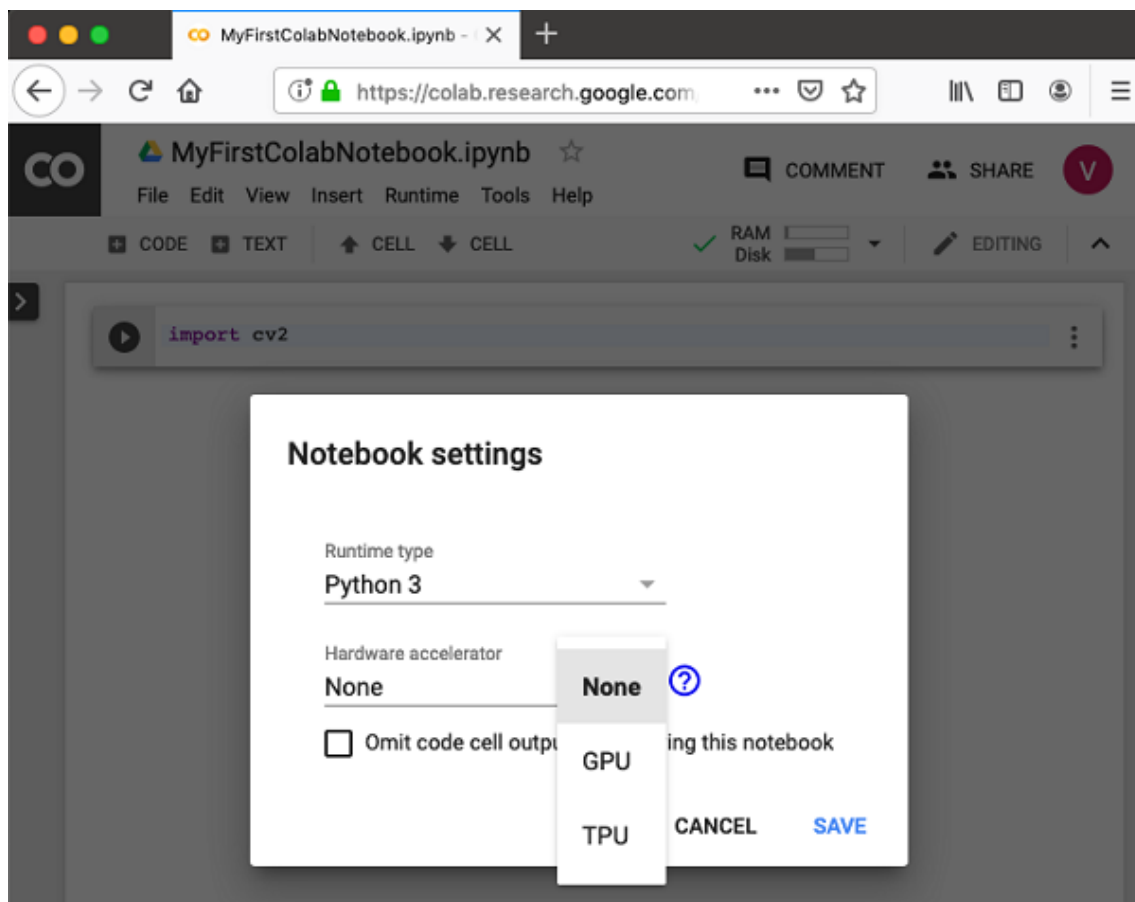 MyFirstColabNotebook.ipynb -
https://colab.research.google.com
CO MyFirstColabNotebook.ipynb
COMMENT SHARE V
File Edit View Insert Runtime Tools Help
CODE TEXT CELL CELL
RAM
Disk
EDITING
import cv2
Notebook settings
Runtime type
Python 3
Hardware accelerator
None
None
GPU
TPU
Omit code cell outpu ing this notebook
CANCEL SAVE